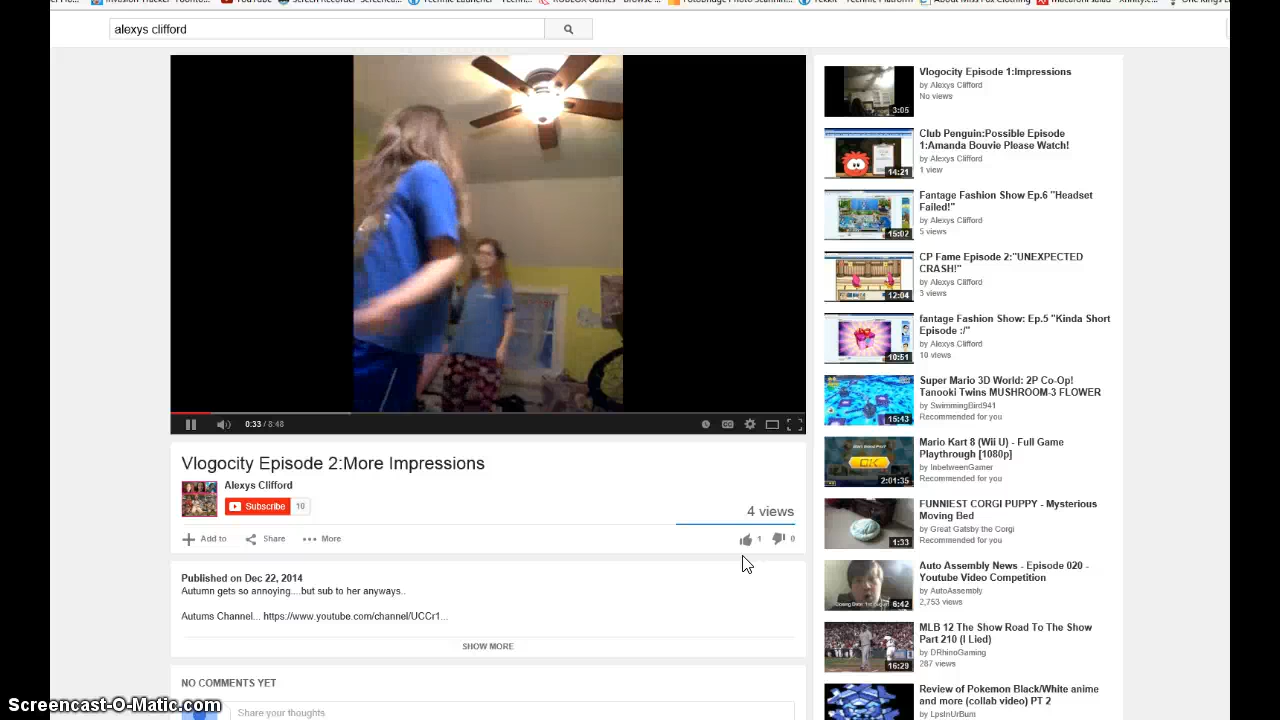 alexys clifford
0:33 / 8:48
Vlogocity Episode 2:More Impressions
Alexys Clifford
Subscribe 10
4 views
Add to Share More
1 0
Published on Dec 22, 2014
Autumn gets so annoying....but sub to her anyways..
Autums Channel... https://www.youtube.com/channel/UCCr1...
SHOW MORE
NO COMMENTS YET
Share your thoughts
Vlogocity Episode 1:Impressions
by Alexys Clifford
No views
3:05
Club Penguin:Possible Episode
1:Amanda Bouvie Please Watch!
by Alexys Clifford
1 view
14:21
Fantage Fashion Show Ep.6 "Headset
Failed!"
by Alexys Clifford
5 views
15:07
CP Fame Episode 2:"UNEXPECTED
CRASH!"
by Alexys Clifford
3 views
12:04
fantage Fashion Show: Ep.5 "Kinda Short
Episode :/"
by Alexys Clifford
10 views
10:51
Super Mario 3D World: 2P Co-Op!
Tanooki Twins MUSHROOM-3 FLOWER
by SwimmingBird941
Recommended for you
15:43
Mario Kart 8 (Wii U) - Full Game
Playthrough [1080p]
by InbetweenGamer
Recommended for you
OK
2:01:35
FUNNIEST CORGI PUPPY - Mysterious
Moving Bed
by Great Gatsby the Corgi
Recommended for you
1:33
Auto Assembly News - Episode 020 -
Youtube Video Competition
by AutoAssembly
2,753 views
6:42
MLB 12 The Show Road To The Show
Part 210 (I Lied)
by DRhinoGaming
287 views
16:29
Review of Pokemon Black/White anime
and more (collab video) PT 2
by LpsInUrBum
Screencast-O-Matic.com